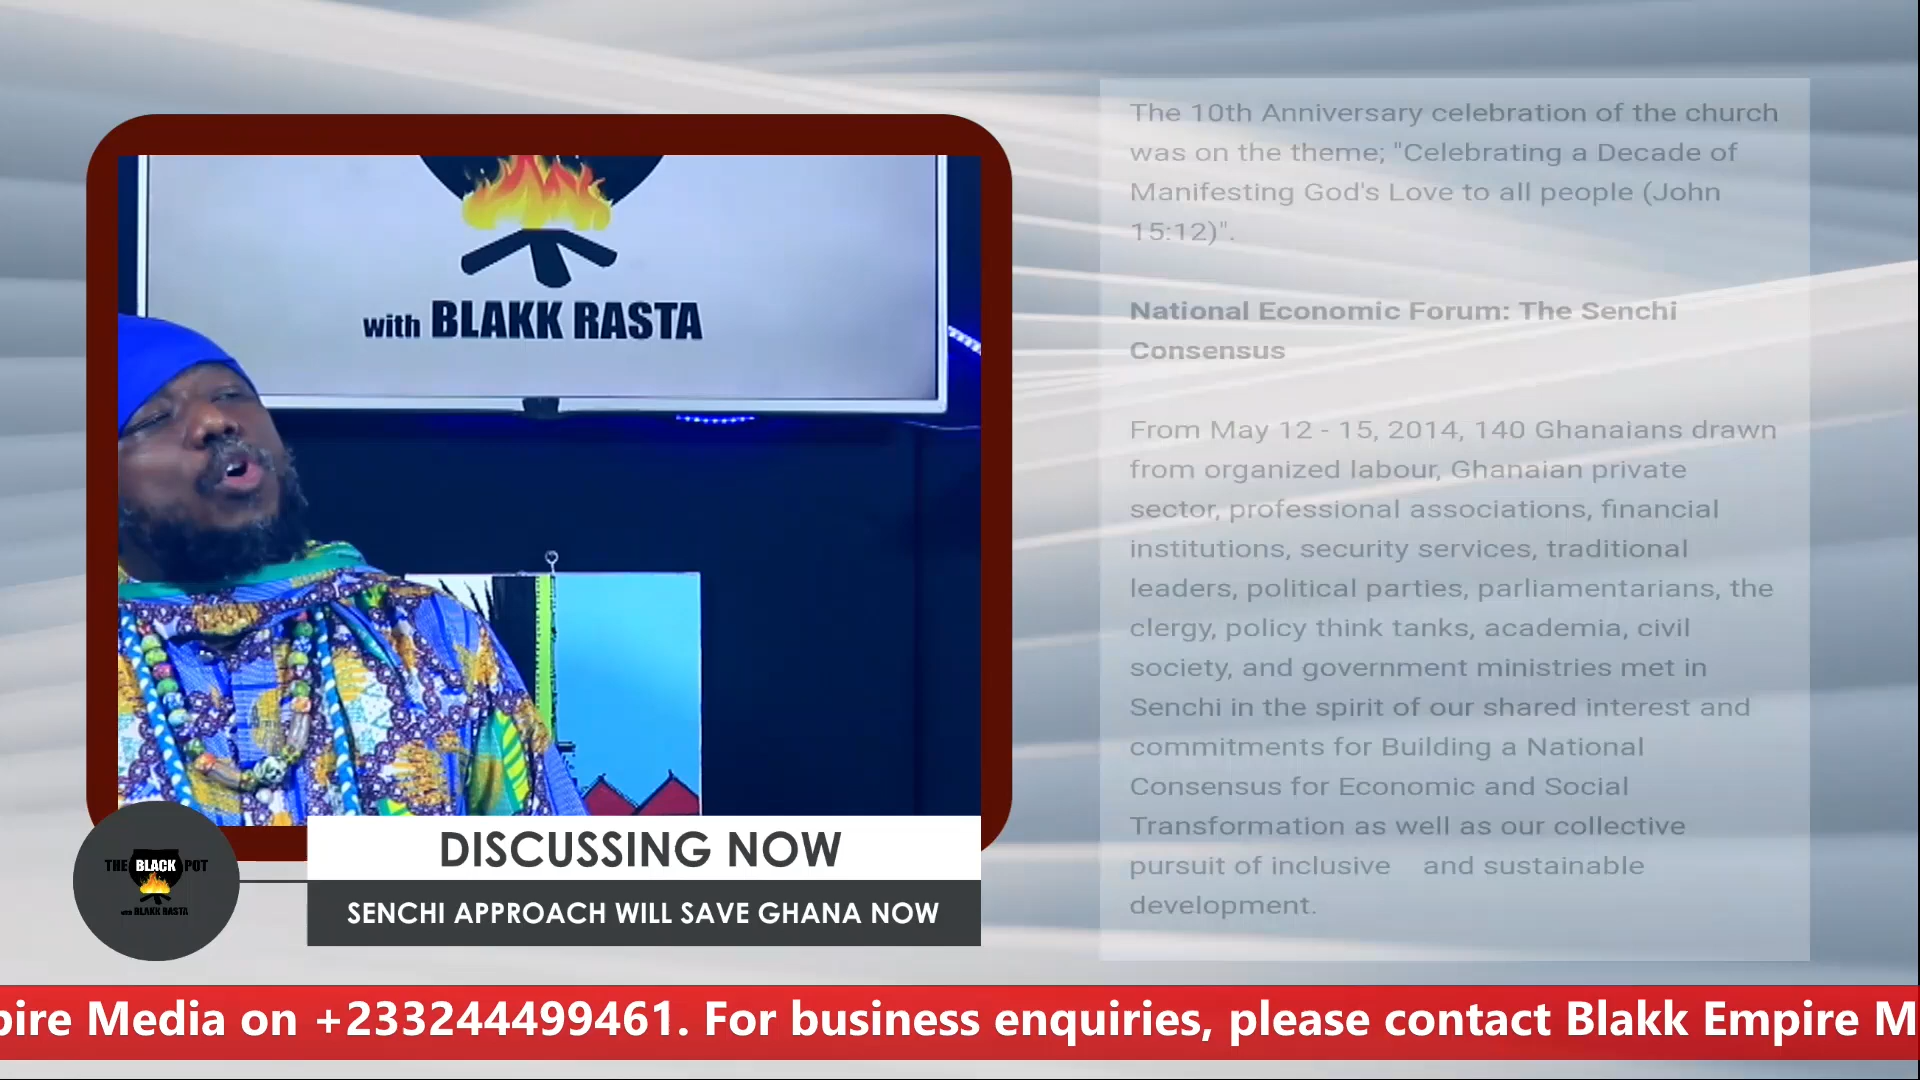 with BLAKK RASTA
The 10th Anniversary celebration of the church
was on the theme; "Celebrating a Decade of
Manifesting God's Love to all people (John
15:12)".
National Economic Forum: The Senchi
Consensus
From May 12 - 15, 2014, 140 Ghanaians drawn
from organized labour, Ghanaian private
sector, professional associations, financial
institutions, security services, traditional
leaders, political parties, parliamentarians, the
clergy, policy think tanks, academia, civil
society, and government ministries met in
Senchi in the spirit of our shared interest and
commitments for Building a National
Consensus for Economic and Social
Transformation as well as our collective
pursuit of inclusive and sustainable
development.
THE BLACK POT
with BLAKK RASTA
DISCUSSING NOW
SENCHI APPROACH WILL SAVE GHANA NOW
pire Media on +233244499461. For business enquiries, please contact Blakk Empire M